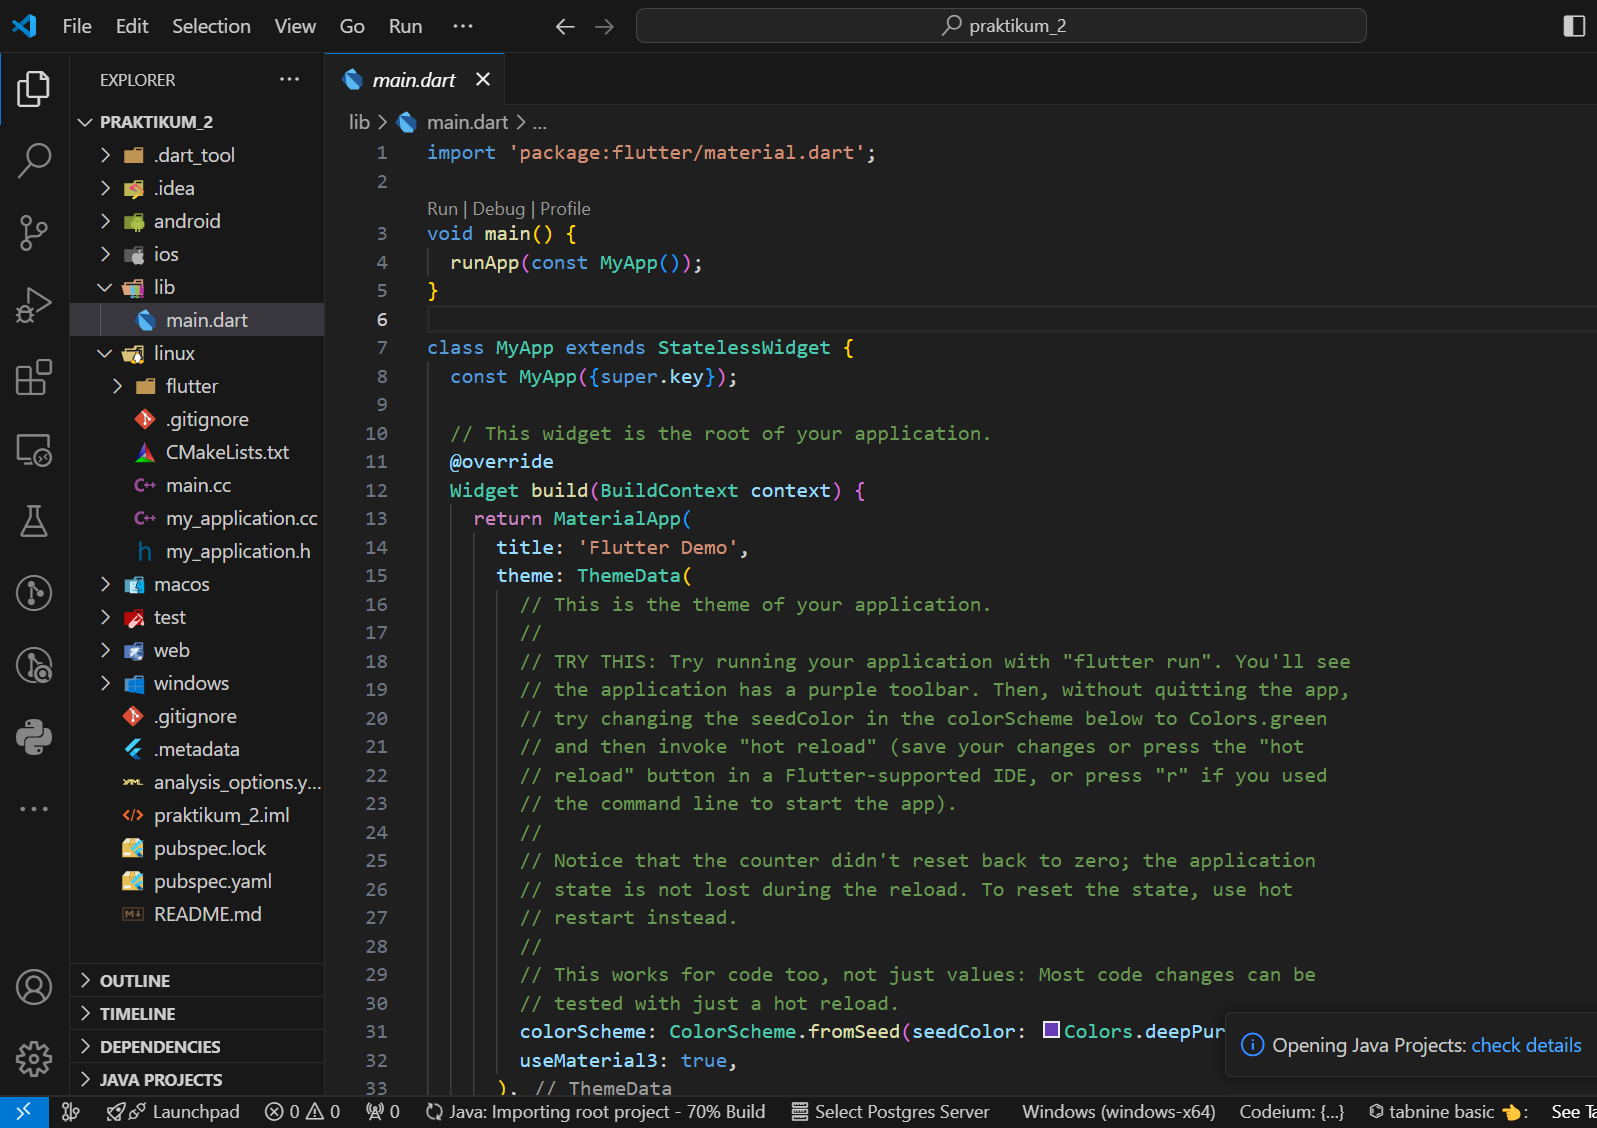 File Edit Selection View Go Run ...
praktikum_2
EXPLORER ...
PRAKTIKUM_2
.dart_tool
.idea
android
ios
lib
main.dart
linux
flutter
.gitignore
CMakeLists.txt
C++ main.cc
C++ my_application.cc
h my_application.h
macos
test
web
windows
.gitignore
.metadata
YAML analysis_options.y...
praktikum_2.iml
pubspec.lock
pubspec.yaml
README.md
OUTLINE
TIMELINE
DEPENDENCIES
JAVA PROJECTS
main.dart
lib > main.dart > ...
1 import 'package:flutter/material.dart';
2
Run | Debug | Profile
3 void main() {
4 runApp(const MyApp());
5 }
6
7 class MyApp extends StatelessWidget {
8 const MyApp({super.key});
9
10 // This widget is the root of your application.
11 @override
12 Widget build(BuildContext context) {
13 return MaterialApp(
14 title: 'Flutter Demo',
15 theme: ThemeData(
16 // This is the theme of your application.
17 //
18 // TRY THIS: Try running your application with "flutter run". You'll see
19 // the application has a purple toolbar. Then, without quitting the app,
20 // try changing the seedColor in the colorScheme below to Colors.green
21 // and then invoke "hot reload" (save your changes or press the "hot
22 // reload" button in a Flutter-supported IDE, or press "r" if you used
23 // the command line to start the app).
24 //
25 // Notice that the counter didn't reset back to zero; the application
26 // state is not lost during the reload. To reset the state, use hot
27 // restart instead.
28 //
29 // This works for code too, not just values: Most code changes can be
30 // tested with just a hot reload.
31 colorScheme: ColorScheme.fromSeed(seedColor: Colors.deepPur
32 useMaterial3: true,
33 ), // ThemeData
Opening Java Projects: check details
Launchpad 0 0 0 Java: Importing root project - 70% Build Select Postgres Server Windows (windows-x64) Codeium: {...} tabnine basic : See Ta